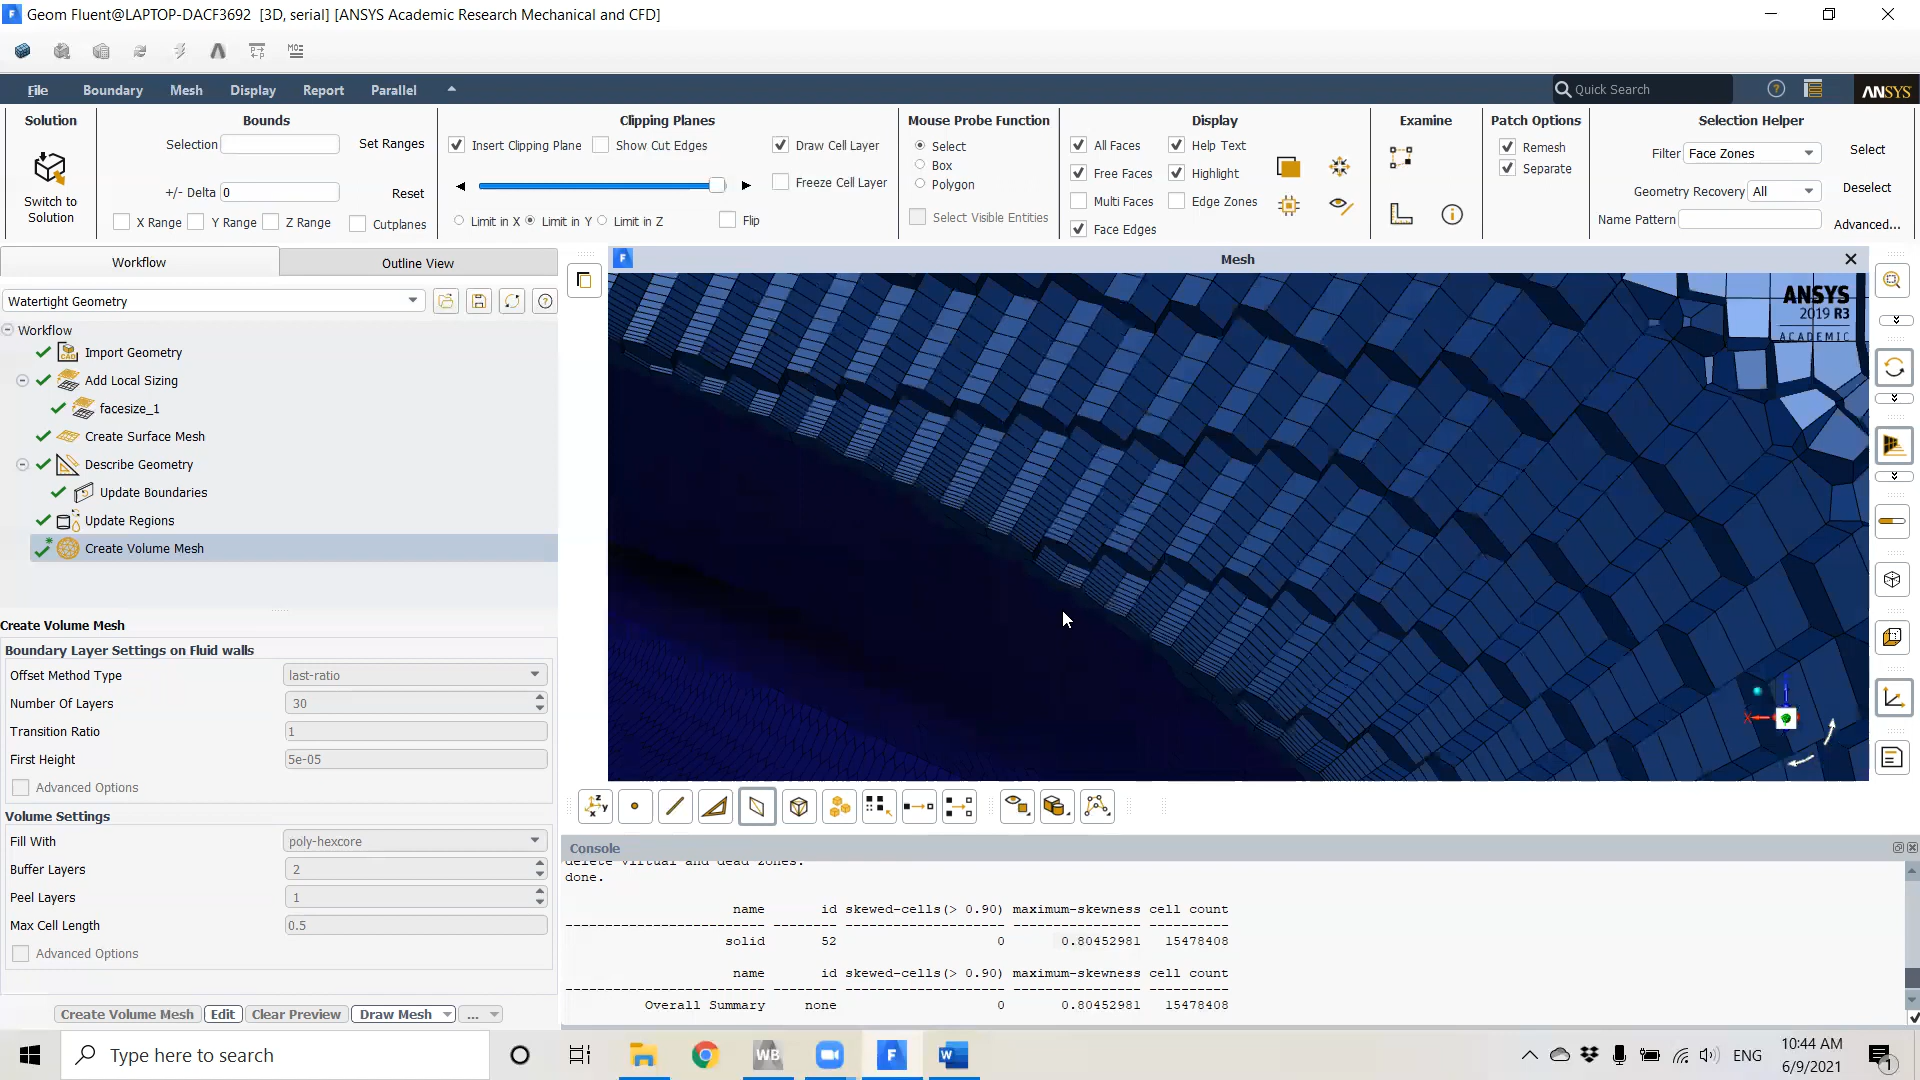 Geom Fluent@LAPTOP-DACF3692  [3D, serial] [ANSYS Academic Research Mechanical and CFD]
File Boundary Mesh Display Report Parallel Quick Search ANSYS
Solution Bounds Clipping Planes Mouse Probe Function Display Examine Patch Options Selection Helper
Selection Set Ranges Insert Clipping Plane Show Cut Edges Draw Cell Layer Select All Faces Help Text Remesh Filter Face Zones Select
Box Free Faces Highlight Separate
Freeze Cell Layer Polygon Geometry Recovery All Deselect
+/- Delta 0 Reset Multi Faces Edge Zones
Switch to Solution
X Range Y Range Z Range Cutplanes Limit in X Limit in Y Limit in Z Flip Select Visible Entities Face Edges Name Pattern Advanced...
Workflow Outline View Mesh
Watertight Geometry
Workflow
Import Geometry
Add Local Sizing
facesize_1
Create Surface Mesh
Describe Geometry
Update Boundaries
Update Regions
Create Volume Mesh
ANSYS
2019 R3
ACADEMIC
X
Create Volume Mesh
Boundary Layer Settings on Fluid walls
Offset Method Type last-ratio
Number Of Layers 30
Transition Ratio 1
First Height 5e-05
Advanced Options
Volume Settings
Fill With poly-hexcore
Buffer Layers 2
Peel Layers 1
Max Cell Length 0.5
Advanced Options
Create Volume Mesh Edit Clear Preview Draw Mesh ...
Console
delete virtual and dead zones.
done.
name id skewed-cells(> 0.90) maximum-skewness cell count
solid 52 0 0.80452981 15478408
name id skewed-cells(> 0.90) maximum-skewness cell count
Overall Summary none 0 0.80452981 15478408
Type here to search
WB
F
W
ENG
10:44 AM
6/9/2021
1